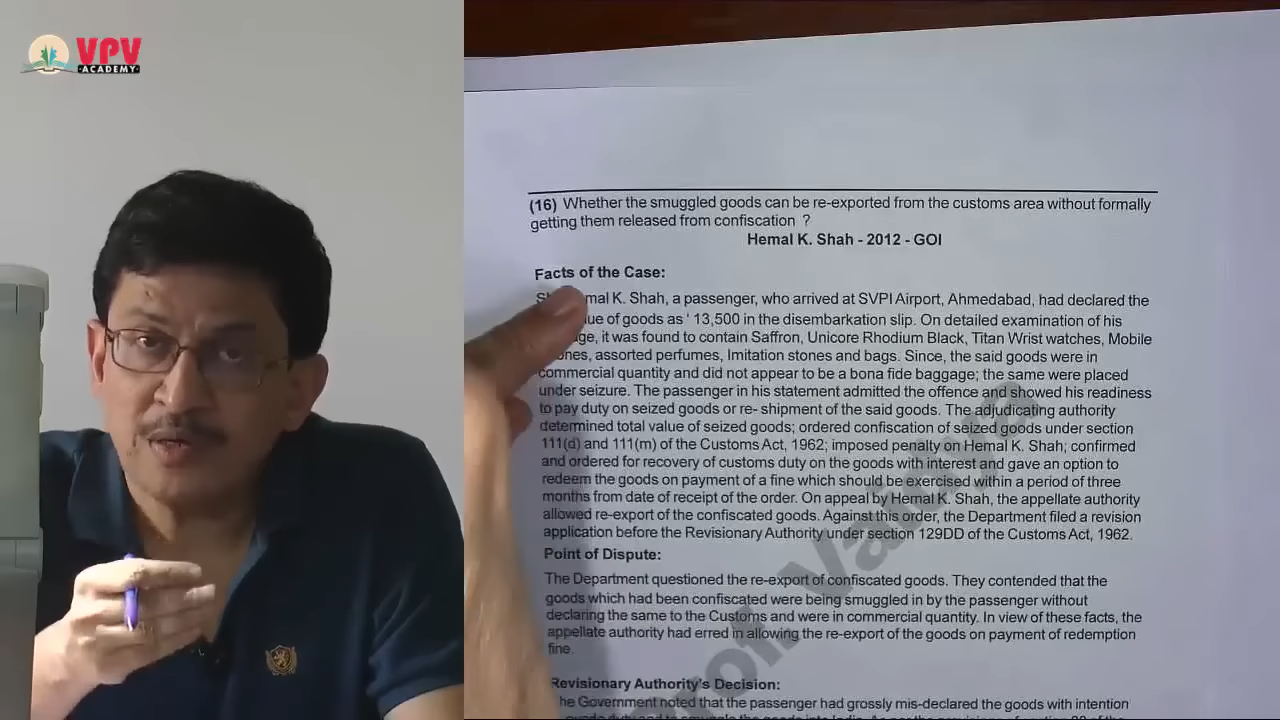 VPV
ACADEMY
(16) Whether the smuggled goods can be re-exported from the customs area without formally
getting them released from confiscation ?
Hemal K. Shah - 2012 - GOI
Facts of the Case:
mal K. Shah, a passenger, who arrived at SVPI Airport, Ahmedabad, had declared the
ue of goods as ' 13,500 in the disembarkation slip. On detailed examination of his
ge, it was found to contain Saffron, Unicore Rhodium Black, Titan Wrist watches, Mobile
ones, assorted perfumes, Imitation stones and bags. Since, the said goods were in
commercial quantity and did not appear to be a bona fide baggage; the same were placed
under seizure. The passenger in his statement admitted the offence and showed his readiness
to pay duty on seized goods or re- shipment of the said goods. The adjudicating authority
determined total value of seized goods; ordered confiscation of seized goods under section
111(d) and 111(m) of the Customs Act, 1962; imposed penalty on Hemal K. Shah; confirmed
and ordered for recovery of customs duty on the goods with interest and gave an option to
redeem the goods on payment of a fine which should be exercised within a period of three
months from date of receipt of the order. On appeal by Hemal K. Shah, the appellate authority
allowed re-export of the confiscated goods. Against this order, the Department filed a revision
application before the Revisionary Authority under section 129DD of the Customs Act, 1962.
Point of Dispute:
The Department questioned the re-export of confiscated goods. They contended that the
goods which had been confiscated were being smuggled in by the passenger without
declaring the same to the Customs and were in commercial quantity. In view of these facts, the
appellate authority had erred in allowing the re-export of the goods on payment of redemption
fine.
Revisionary Authority's Decision:
he Government noted that the passenger had grossly mis-declared the goods with intention